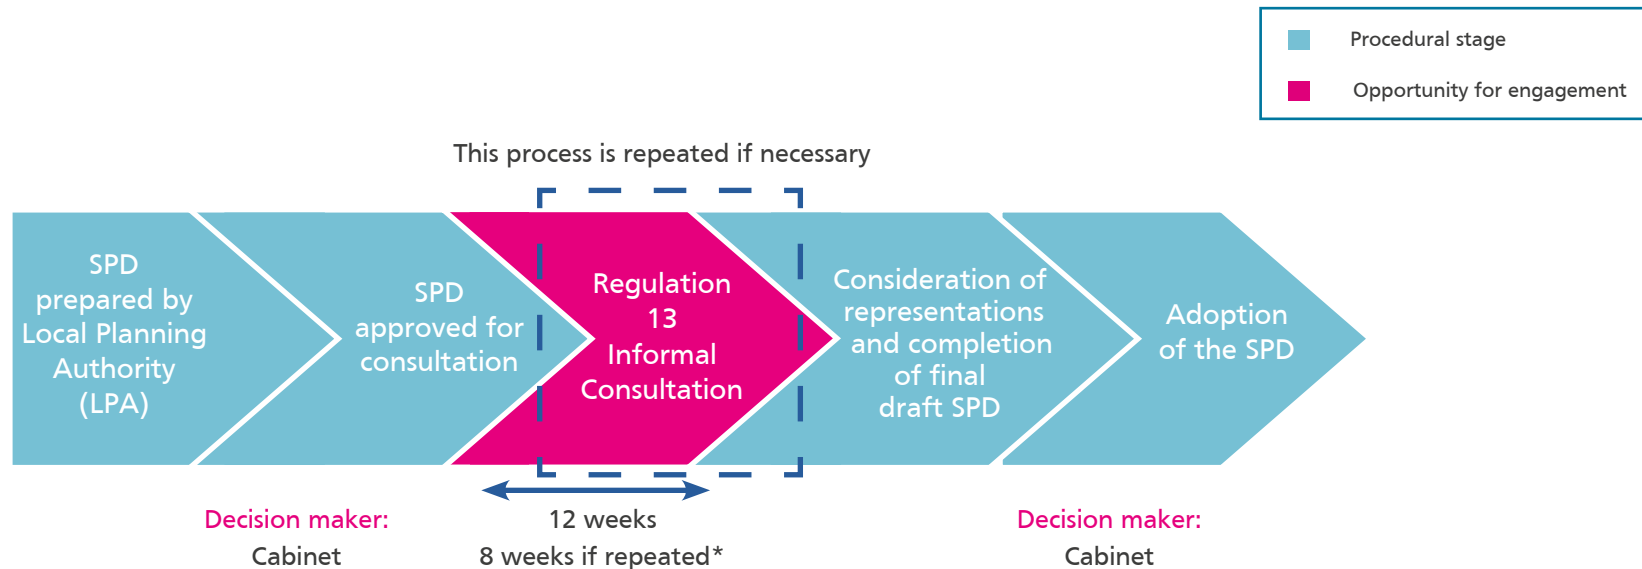 Procedural stage
Opportunity for engagement
This process is repeated if necessary
SPD
prepared by
Local Planning
Authority
(LPA)
SPD
approved for
consultation
Regulation
13
Informal
Consultation
Consideration of
representations
and completion
of final
draft SPD
Adoption
of the SPD
Decision maker:
Cabinet
12 weeks
8 weeks if repeated*
Decision maker:
Cabinet